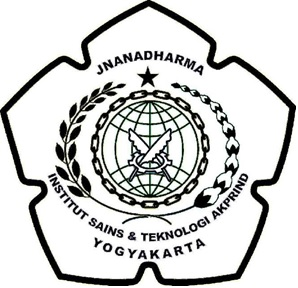 JNANADHARMA
INSTITUT SAINS & TEKNOLOGI AKPRIND
YOGYAKARTA